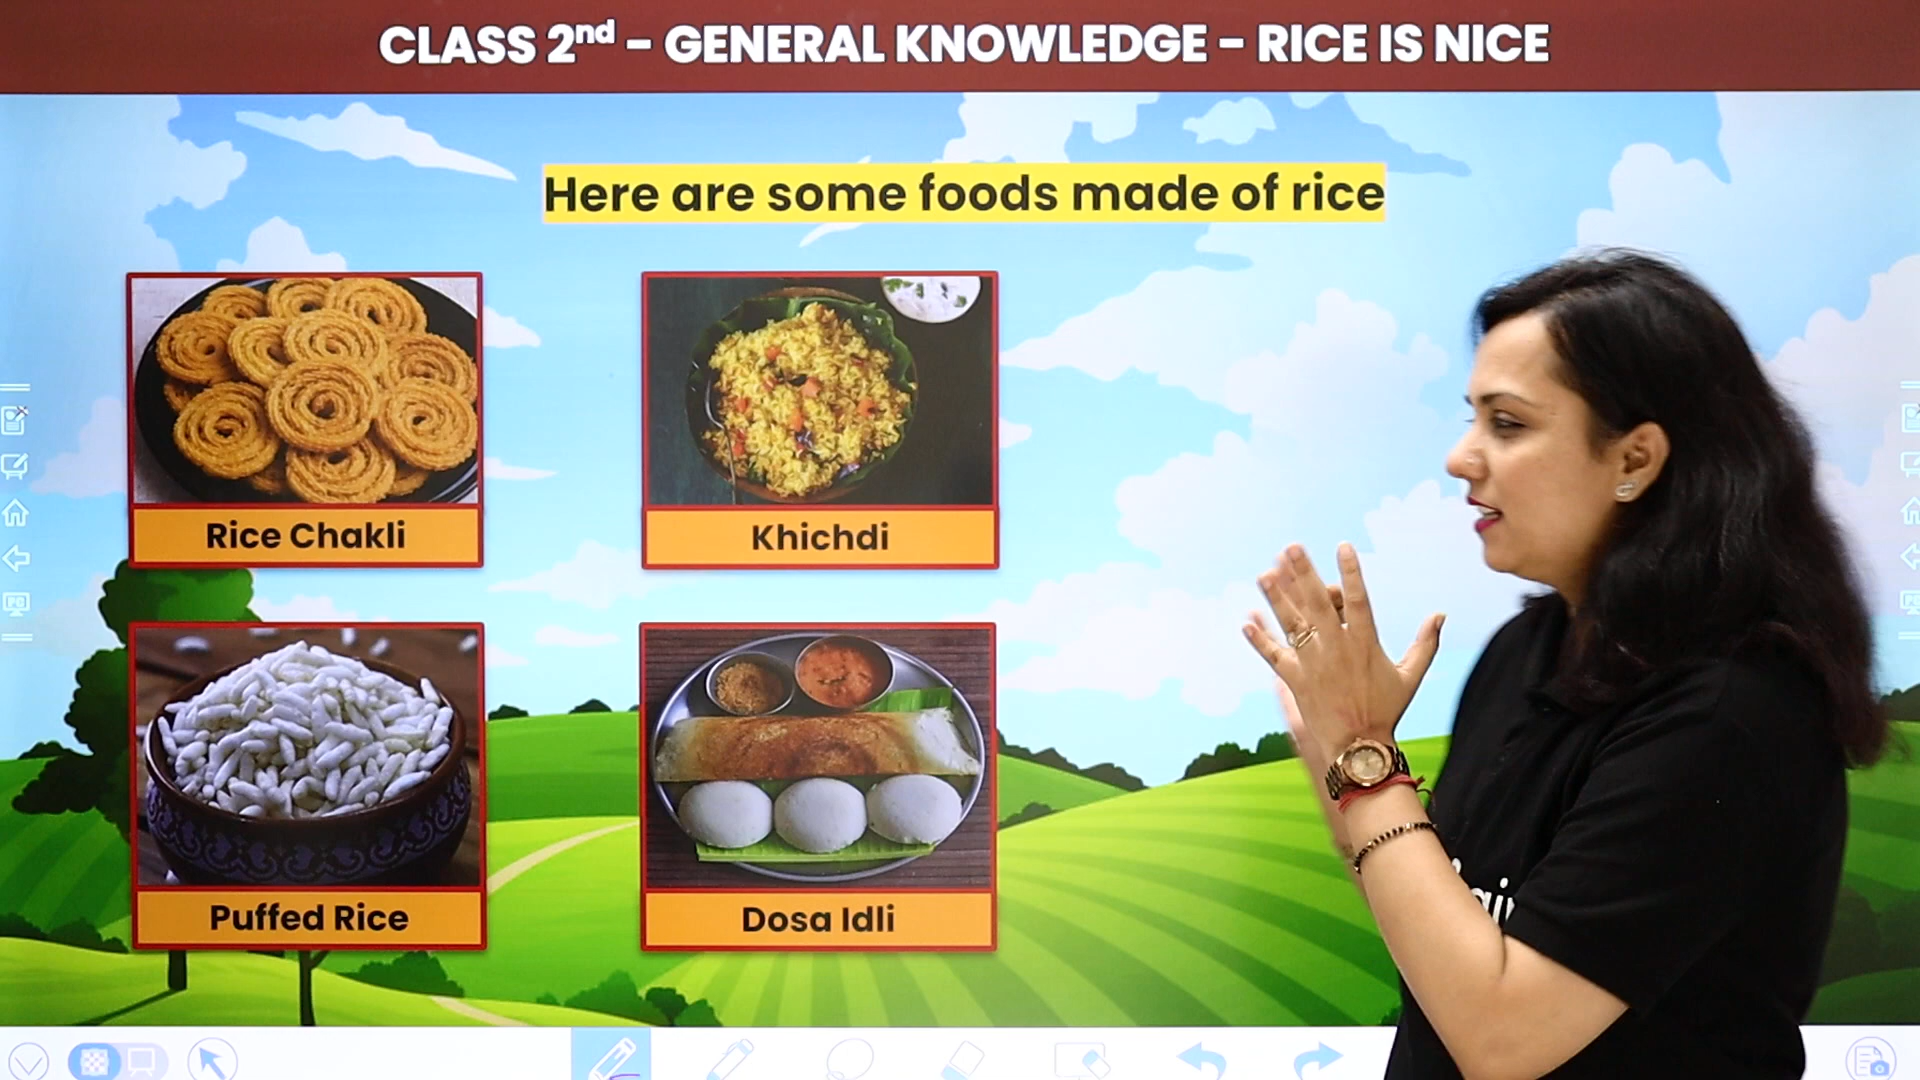 CLASS 2nd - GENERAL KNOWLEDGE - RICE IS NICE
Here are some foods made of rice
Rice Chakli
Khichdi
Puffed Rice
Dosa Idli